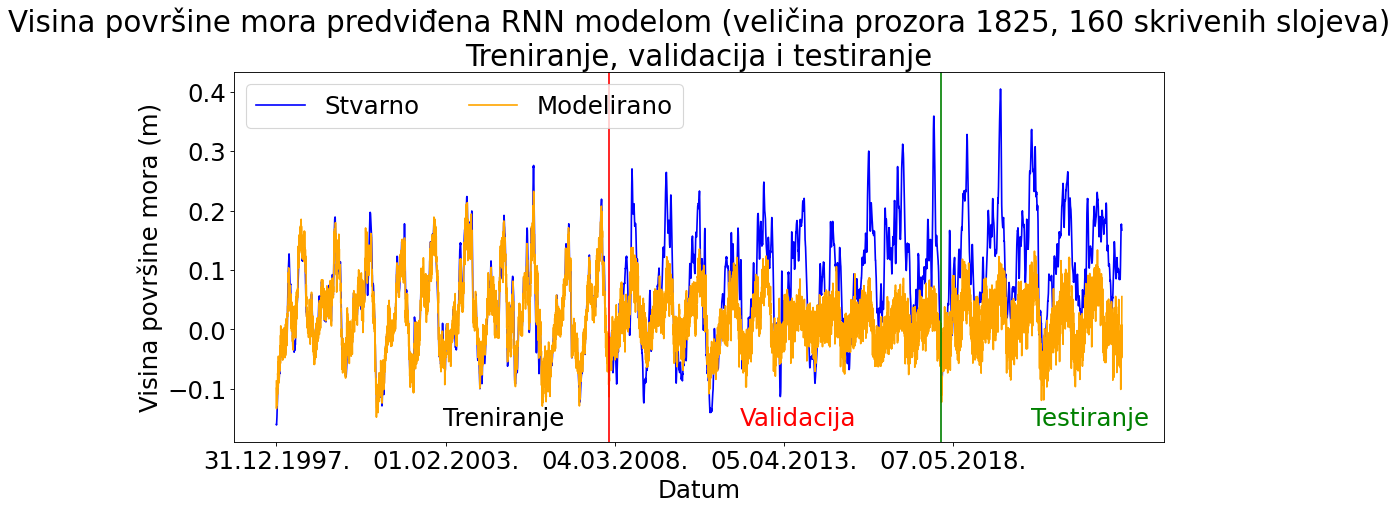 Visina površine mora predviđena RNN modelom (veličina prozora 1825, 160 skrivenih slojeva)
Treniranje, validacija i testiranje
Stvarno
Modelirano
Visina površine mora (m)
0.4
0.3
0.2
0.1
0.0
−0.1
Treniranje
Validacija
Testiranje
31.12.1997.
01.02.2003.
04.03.2008.
05.04.2013.
07.05.2018.
Datum